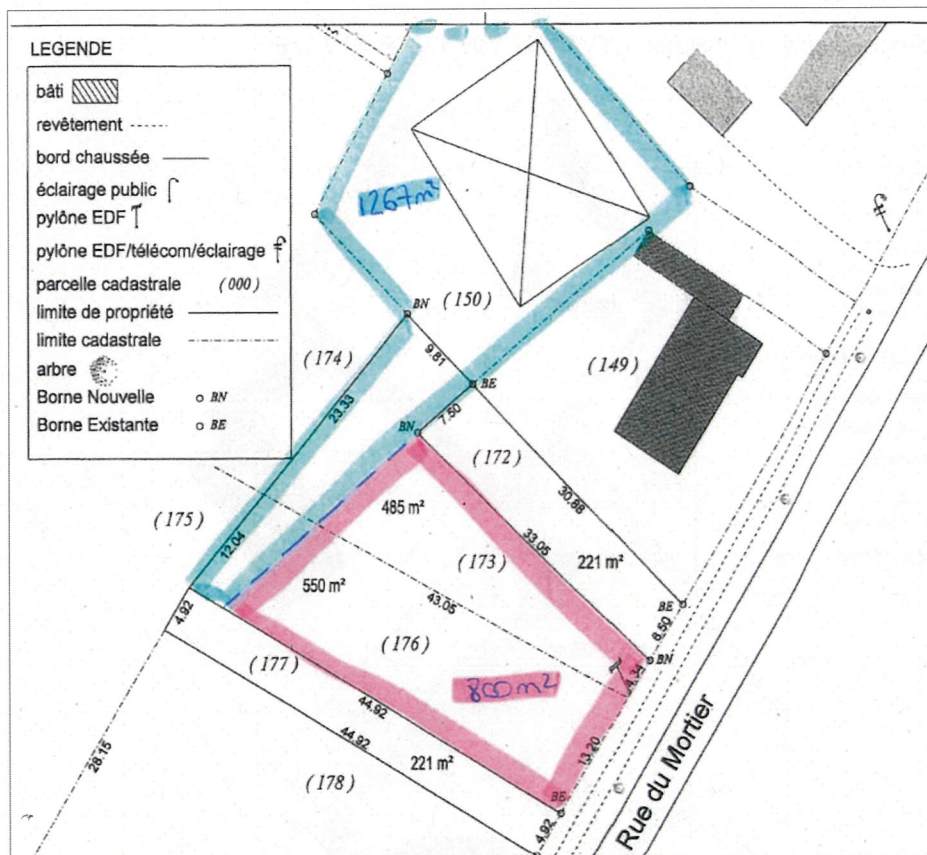 LEGENDE
bâti
revêtement
bord chaussée
éclairage public
pylône EDF
pylône EDF/télécom/éclairage
parcelle cadastrale (000)
limite de propriété
limite cadastrale
arbre
Borne Nouvelle BN
Borne Existante BE
1267m²
(150)
BN
9.81
(174)
(149)
BE
23.33
7.50
BN
(172)
485 m²
30.88
(175)
33.05
12.04
(173)
221 m²
550 m²
43.05
BE
4.92
8.50
(176)
BN
(177)
800m2
44.92
44.92
13.20
28.15
221 m²
(178)
BE
4.92
Rue du Mortier